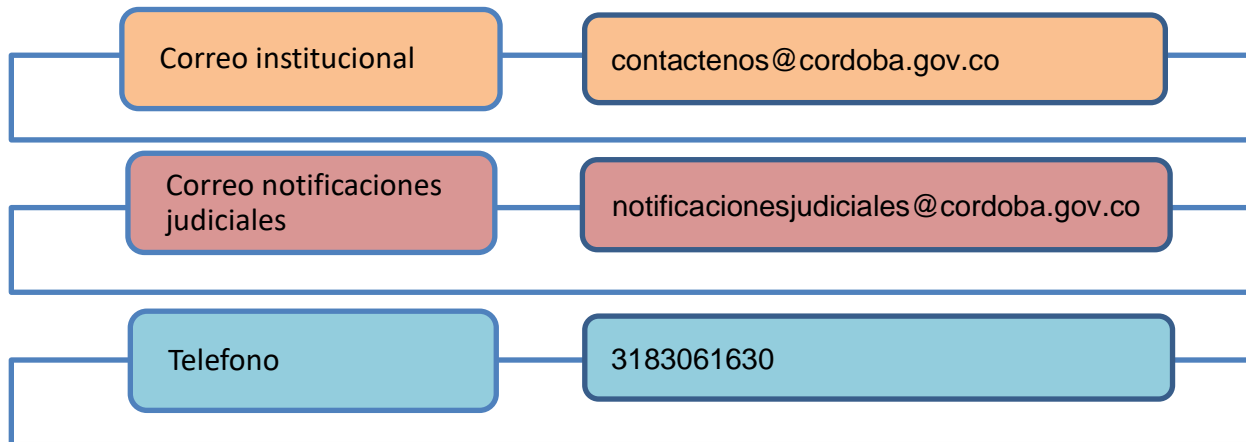 Correo institucional
contactenos@cordoba.gov.co
Correo notificaciones
judiciales
notificacionesjudiciales@cordoba.gov.co
Telefono
3183061630